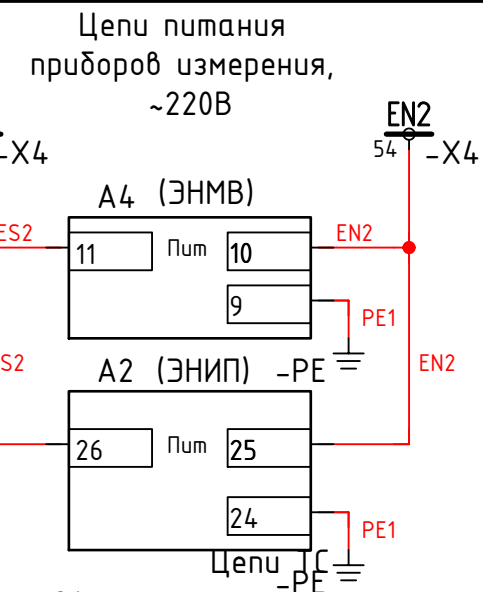 Цепи питания
приборов измерения,
~220В
EN2
-X4
54 -X4
A4 (ЭНМВ)
ES2
11 Пит 10
EN2
9
PE1
S2
A2 (ЭНИП) -PE
EN2
26 Пит 25
24
PE1
Цепи ТС
-PE